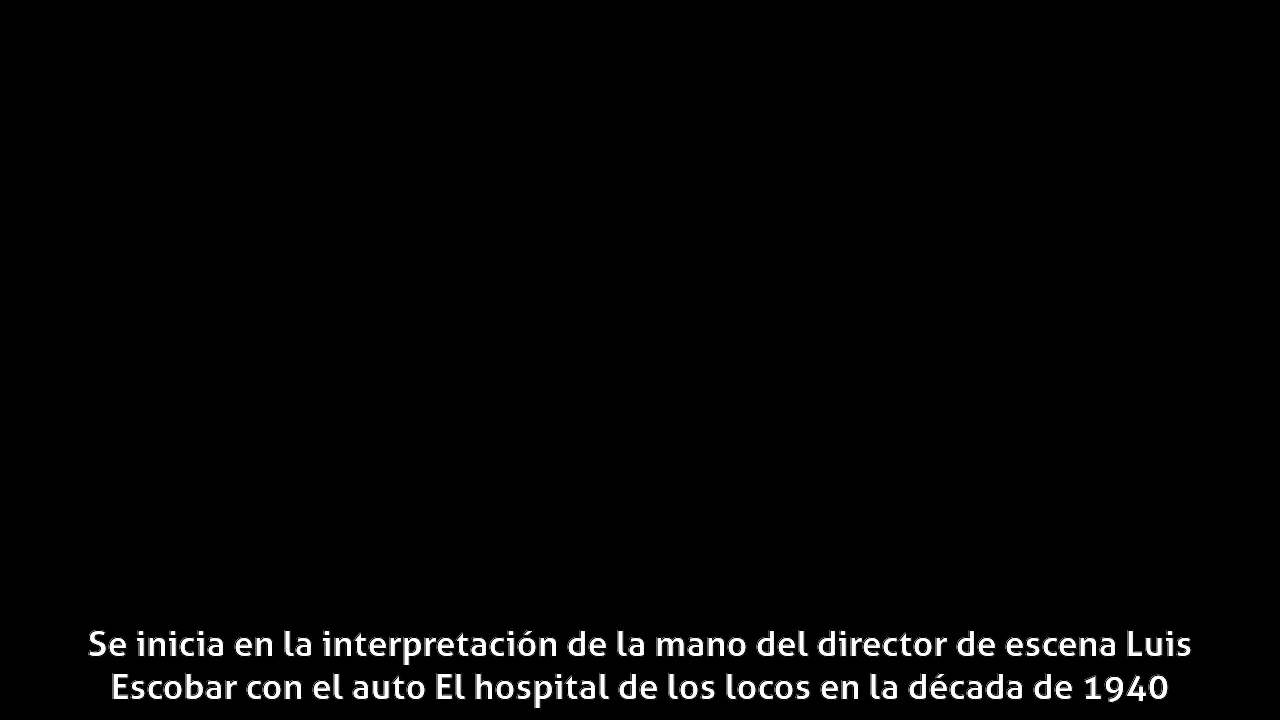 Se inicia en la interpretación de la mano del director de escena Luis
Escobar con el auto El hospital de los locos en la década de 1940